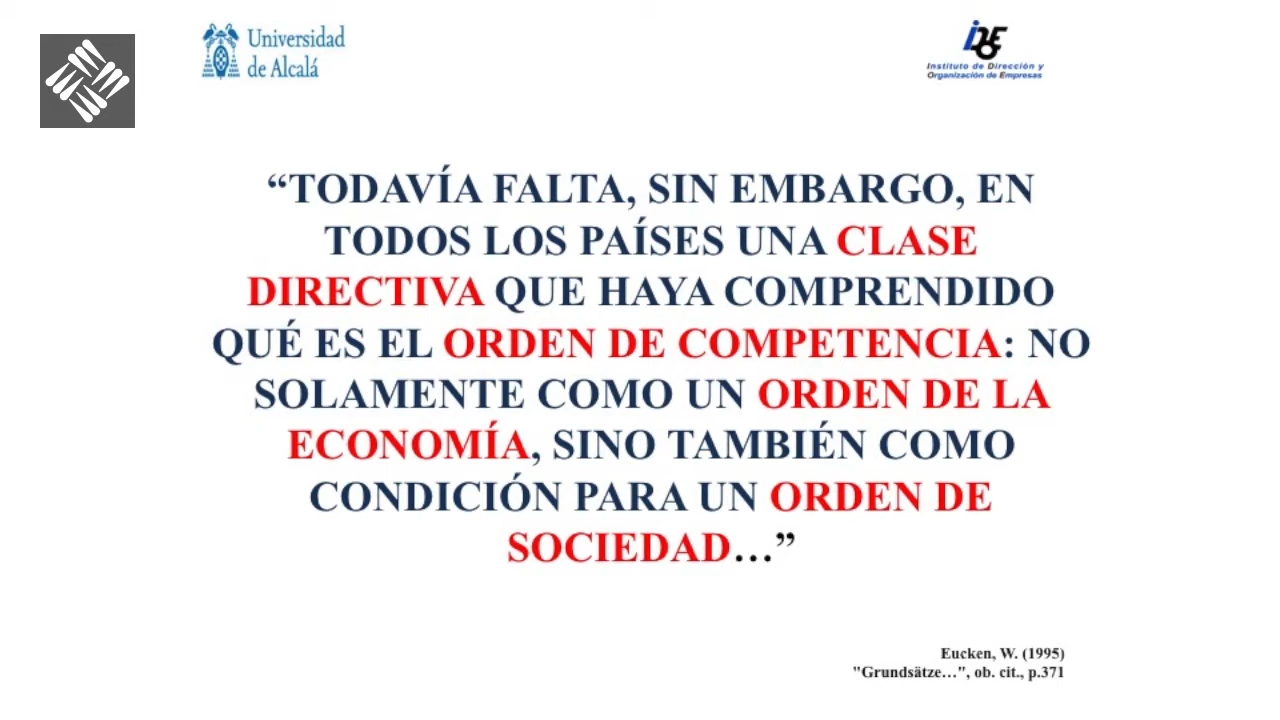 Universidad
de Alcalá
IDOE
Instituto de Dirección y
Organización de Empresas
“TODAVÍA FALTA, SIN EMBARGO, EN
TODOS LOS PAÍSES UNA CLASE
DIRECTIVA QUE HAYA COMPRENDIDO
QUÉ ES EL ORDEN DE COMPETENCIA: NO
SOLAMENTE COMO UN ORDEN DE LA
ECONOMÍA, SINO TAMBIÉN COMO
CONDICIÓN PARA UN ORDEN DE
SOCIEDAD…”
Eucken, W. (1995)
"Grundsätze…", ob. cit., p.371